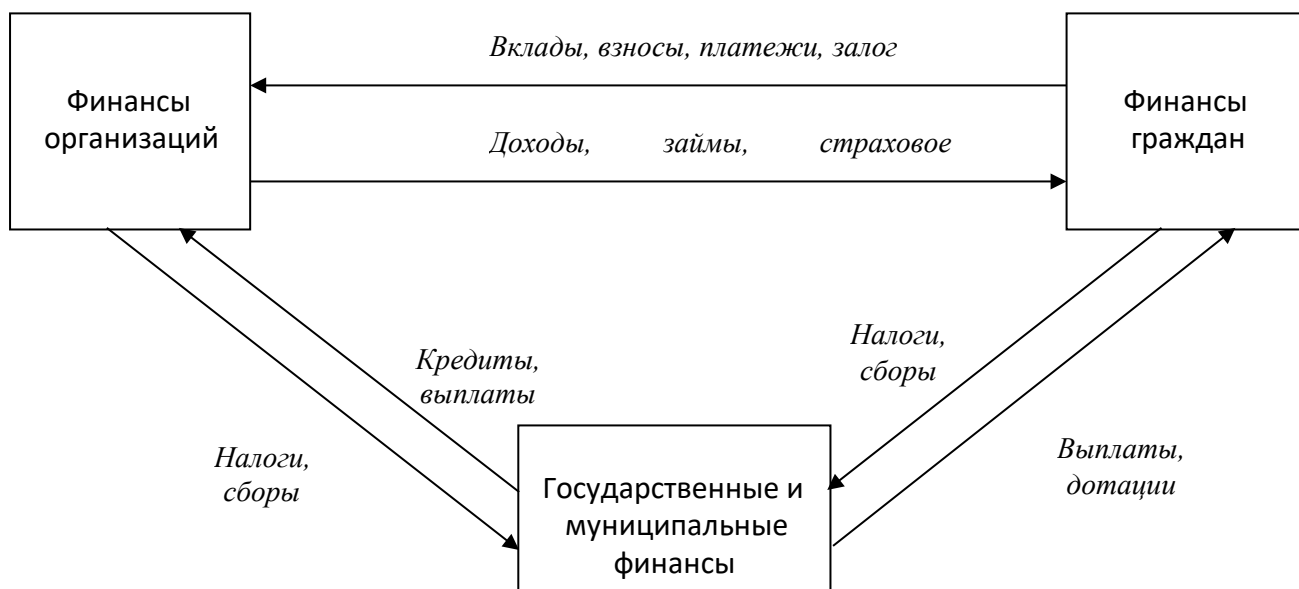 Вклады, взносы, платежи, залог
Финансы
организаций
Финансы
граждан
Доходы, займы, страховое
Налоги,
сборы
Кредиты,
выплаты
Налоги,
сборы
Выплаты,
дотации
Государственные и
муниципальные
финансы